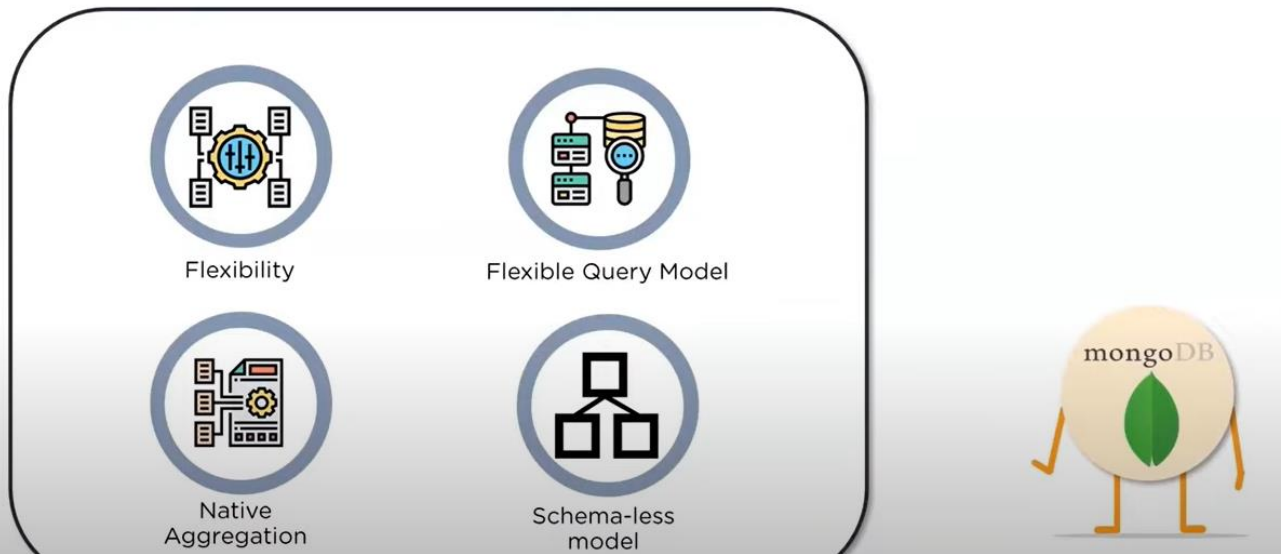 Flexibility
Flexible Query Model
Native
Aggregation
Schema-less
model
mongoDB